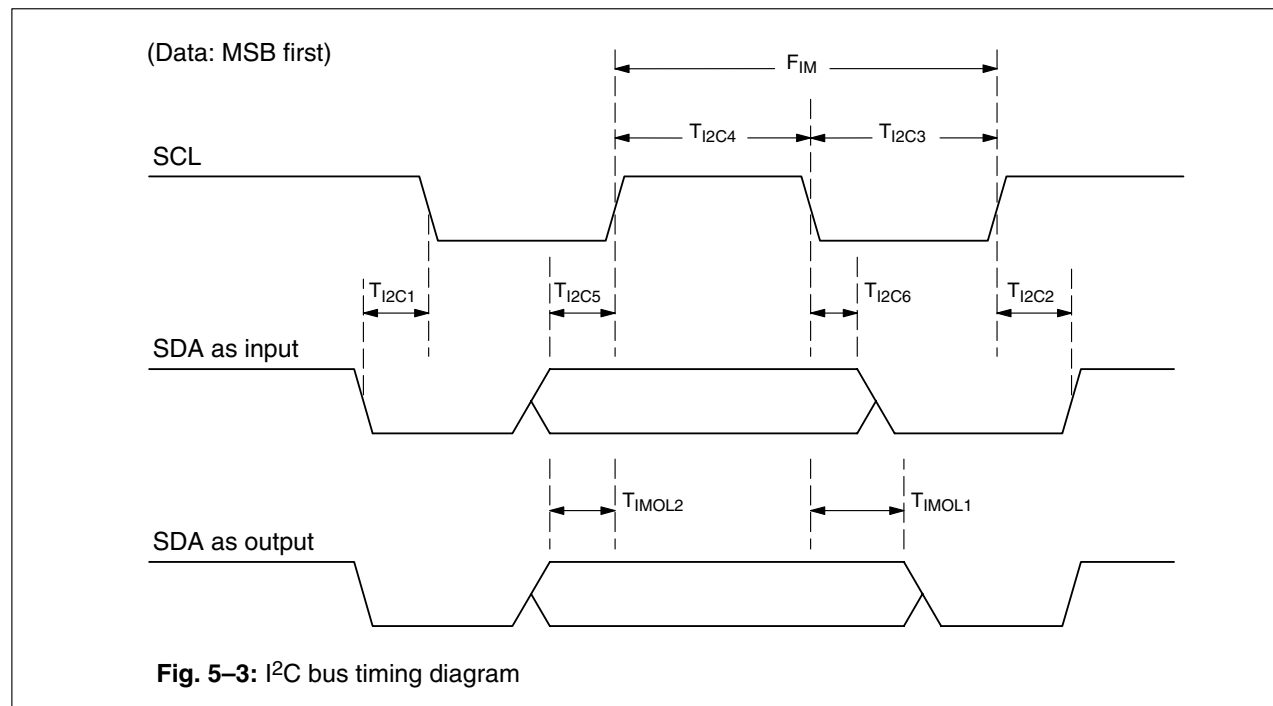 (Data: MSB first)
FIM
TI2C4 TI2C3
SCL
TI2C1 TI2C5 TI2C6 TI2C2
SDA as input
TIMOL2 TIMOL1
SDA as output
Fig. 5–3: I²C bus timing diagram